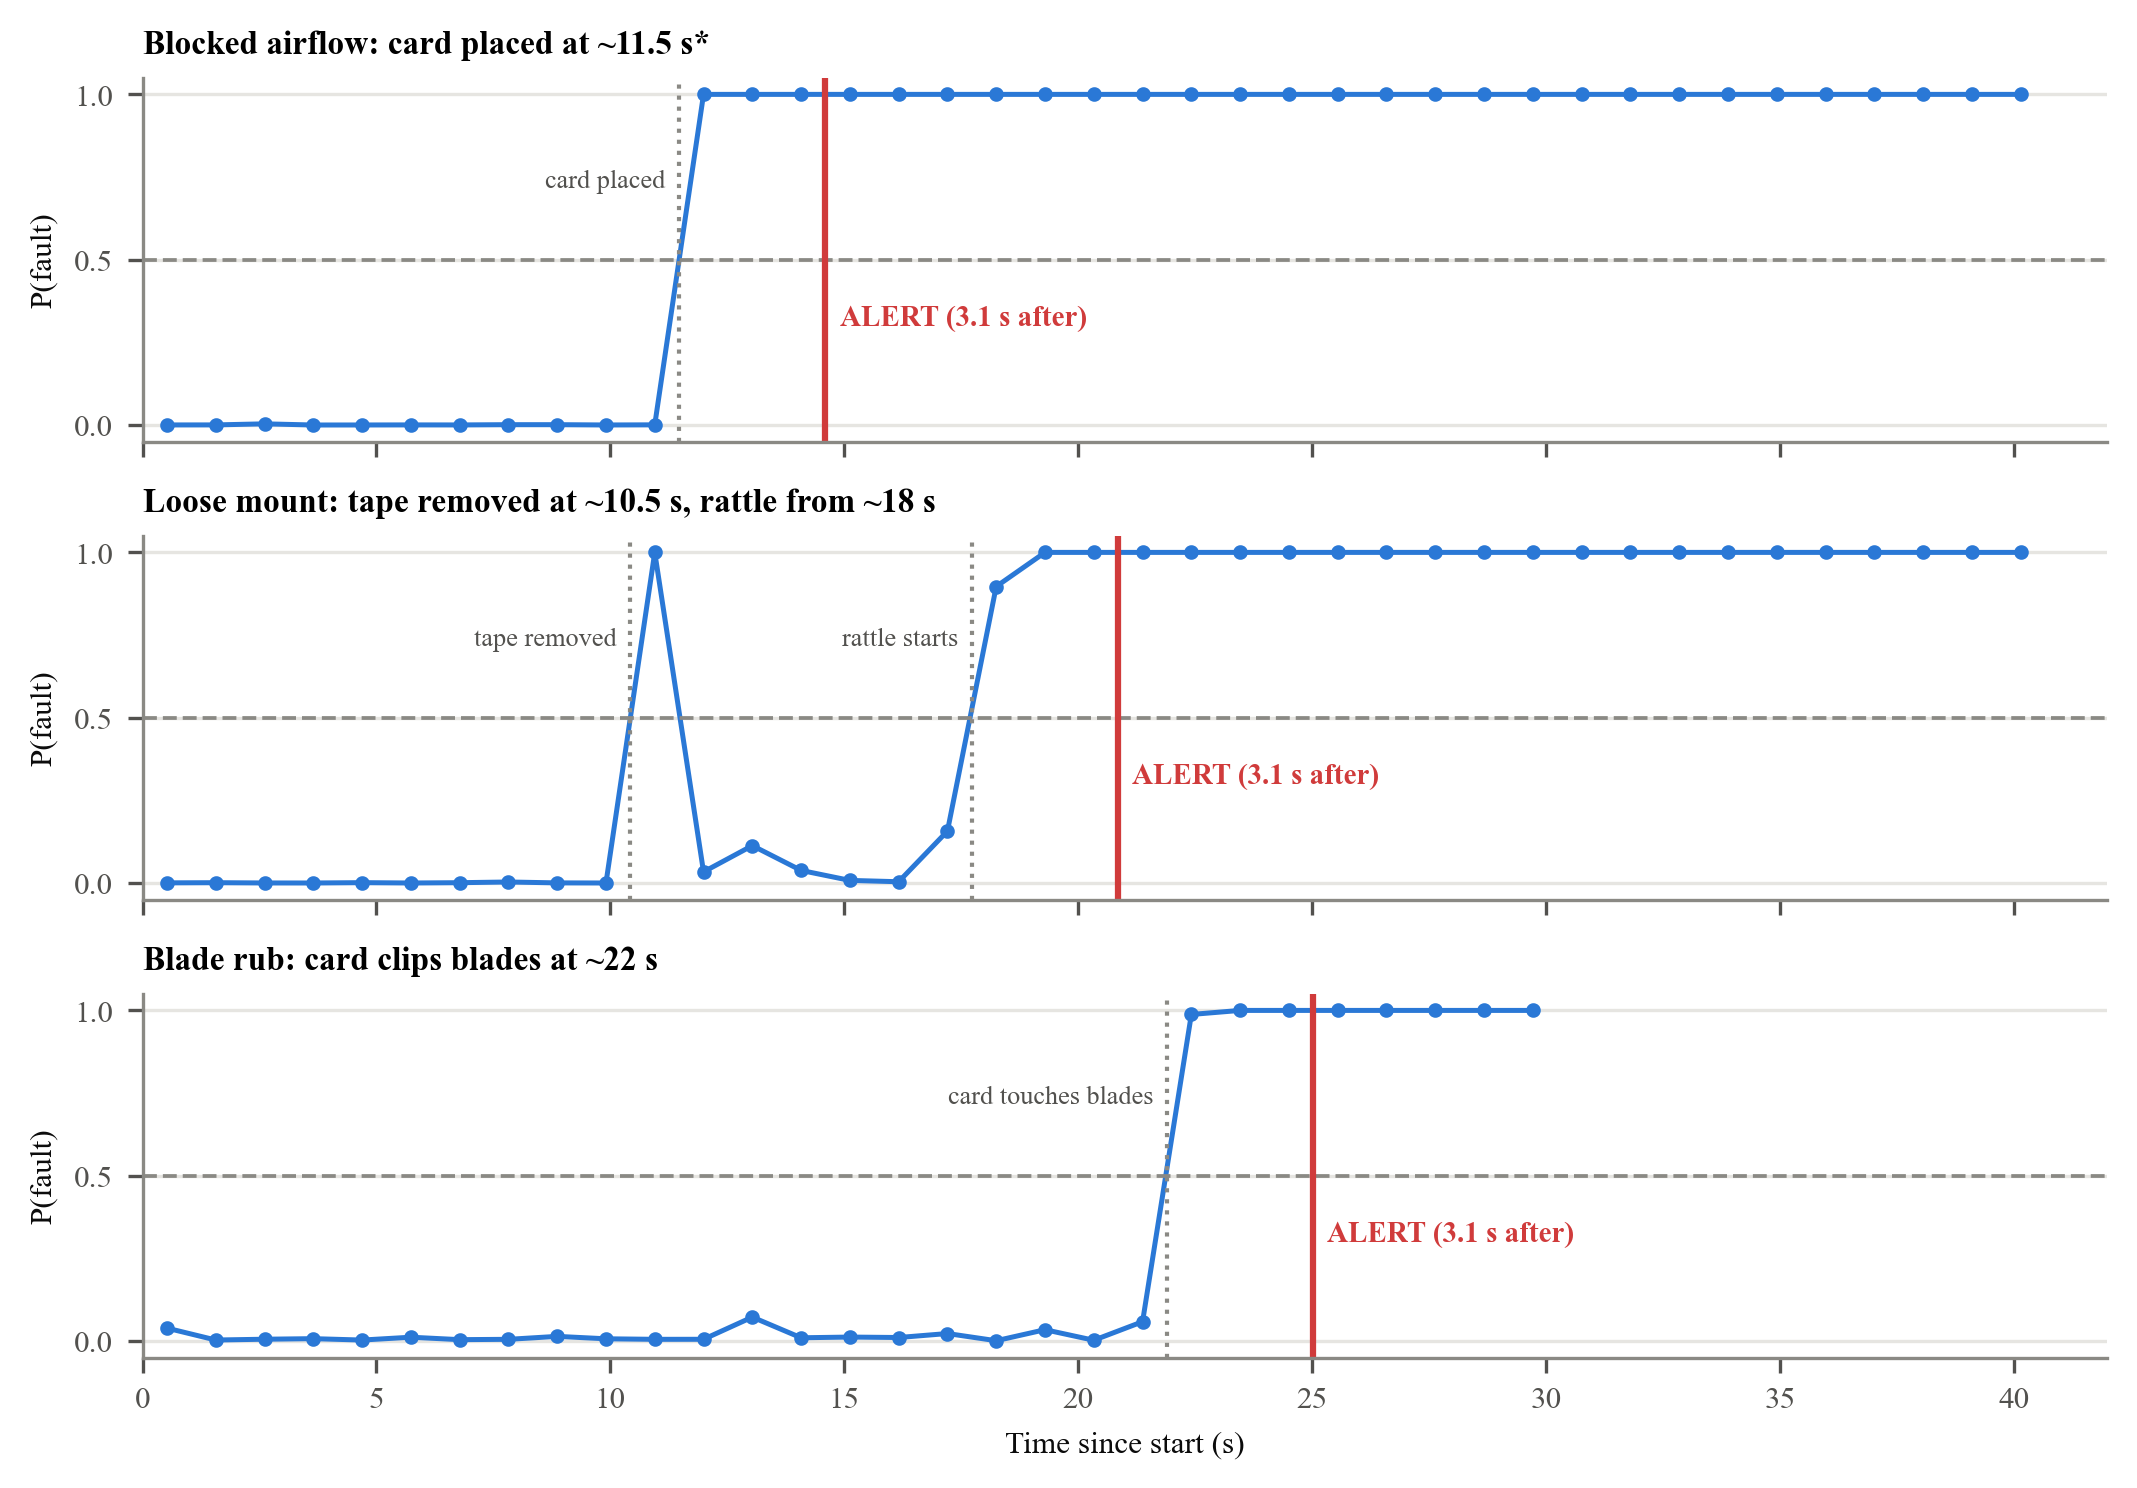 Blocked airflow: card placed at ~11.5 s*
1.0
card placed
P(fault)
0.5
ALERT (3.1 s after)
0.0
Loose mount: tape removed at ~10.5 s, rattle from ~18 s
1.0
tape removed
rattle starts
P(fault)
0.5
ALERT (3.1 s after)
0.0
Blade rub: card clips blades at ~22 s
1.0
card touches blades
P(fault)
0.5
ALERT (3.1 s after)
0.0
0 5 10 15 20 25 30 35 40
Time since start (s)